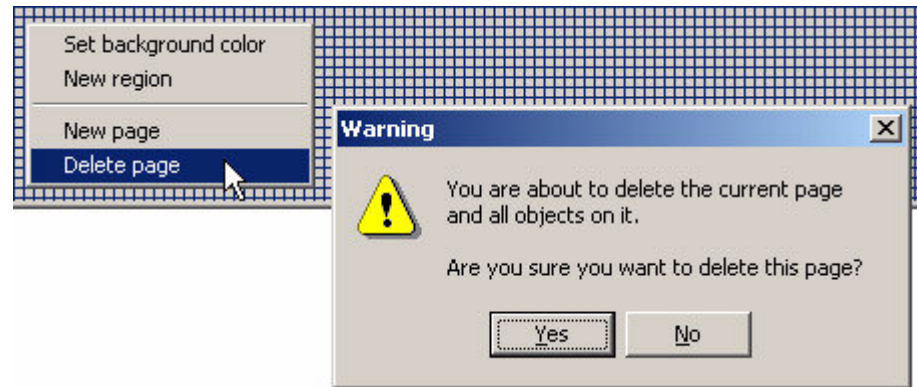 Set background color
New region
New page
Delete page
Warning
You are about to delete the current page
and all objects on it.
Are you sure you want to delete this page?
Yes
No